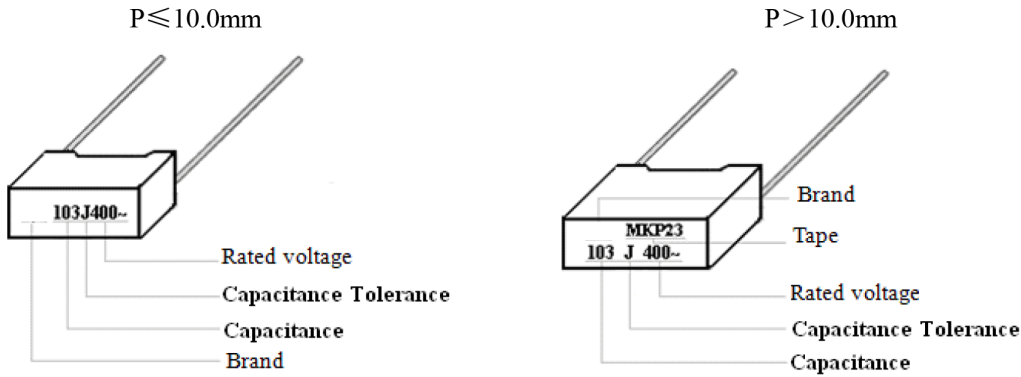 P≤10.0mm
103J400~
Rated voltage
Capacitance Tolerance
Capacitance
Brand
P＞10.0mm
MKP23
103 J 400~
Brand
Tape
Rated voltage
Capacitance Tolerance
Capacitance